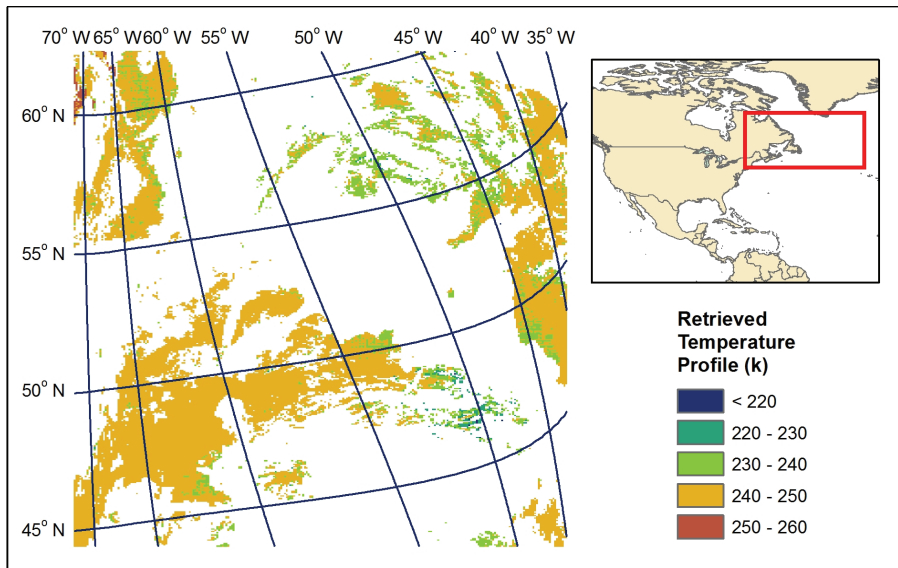 70° W 65° W 60° W 55° W 50° W 45° W 40° W 35° W
60° N
55° N
50° N
45° N
Retrieved
Temperature
Profile (k)
< 220
220 - 230
230 - 240
240 - 250
250 - 260